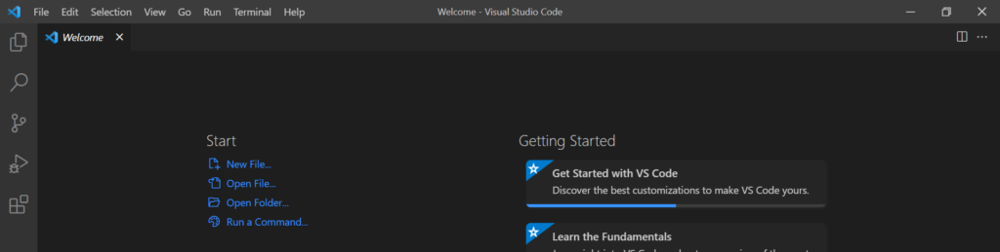 File Edit Selection View Go Run Terminal Help Welcome - Visual Studio Code
Welcome
Start
New File...
Open File...
Open Folder...
Run a Command...
Getting Started
Get Started with VS Code
Discover the best customizations to make VS Code yours.
Learn the Fundamentals